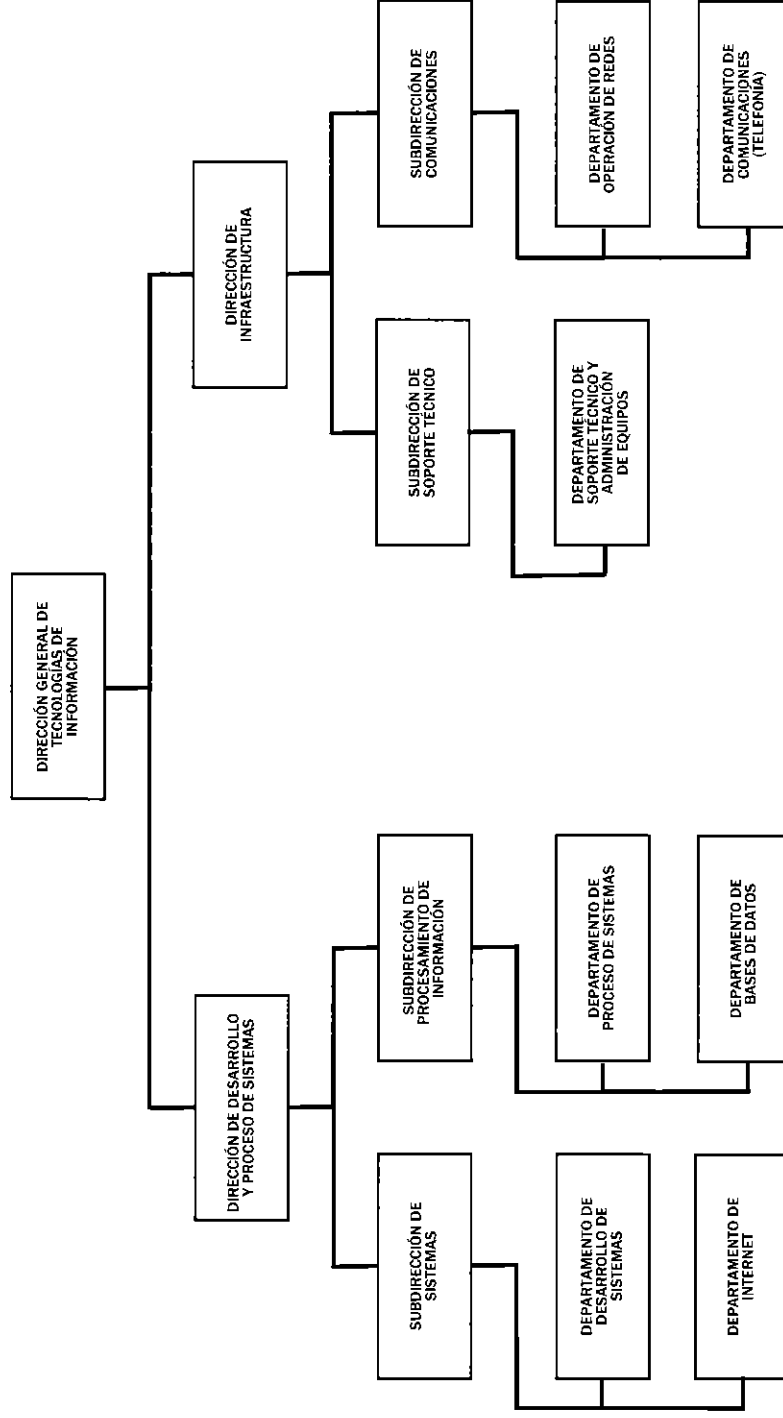 DIRECCIÓN GENERAL DE
TECNOLOGÍAS DE
INFORMACIÓN
DIRECCIÓN DE DESARROLLO
Y PROCESO DE SISTEMAS
DIRECCIÓN DE
INFRAESTRUCTURA
SUBDIRECCIÓN DE
SISTEMAS
SUBDIRECCIÓN DE
PROCESAMIENTO DE
INFORMACIÓN
SUBDIRECCIÓN DE
SOPORTE TÉCNICO
SUBDIRECCIÓN DE
COMUNICACIONES
DEPARTAMENTO DE
DESARROLLO DE
SISTEMAS
DEPARTAMENTO DE
PROCESO DE SISTEMAS
DEPARTAMENTO DE
SOPORTE TÉCNICO Y
ADMINISTRACIÓN
DE EQUIPOS
DEPARTAMENTO DE
OPERACIÓN DE REDES
DEPARTAMENTO DE
INTERNET
DEPARTAMENTO DE
BASES DE DATOS
DEPARTAMENTO DE
COMUNICACIONES
(TELEFONÍA)